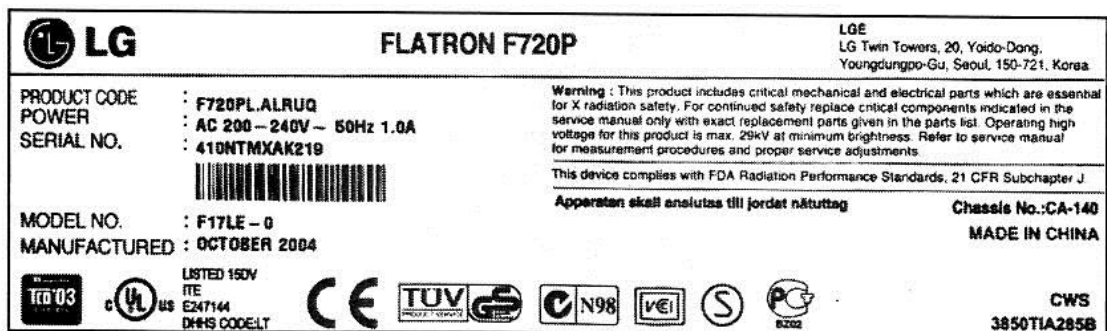 LG FLATRON F720P
LGE
LG Twin Towers, 20, Yoido-Dong,
Youngdungpo-Gu, Seoul, 150-721, Korea
PRODUCT CODE : F720PL.ALRUQ
POWER : AC 200–240V~ 50Hz 1.0A
SERIAL NO. : 410NTMXAK219
MODEL NO. : F17LE–0
MANUFACTURED : OCTOBER 2004
Warning : This product includes critical mechanical and electrical parts which are essential
for X radiation safety. For continued safety replace critical components indicated in the
service manual only with exact replacement parts given in the parts list. Operating high
voltage for this product is max. 29kV at minimum brightness. Refer to service manual
for measurement procedures and proper service adjustments
This device complies with FDA Radiation Performance Standards, 21 CFR Subchapter J
Apparaten skall anslutas till jordat nätuttag
Chassis No.:CA-140
MADE IN CHINA
TCO'03
c UL us
LISTED 15DV
ITE
E247144
DHHS CODE:LT
CE
TÜV
PRODUCT SERVICE
GS
N98
VCI
S
BZ02
CWS
3850TIA285B